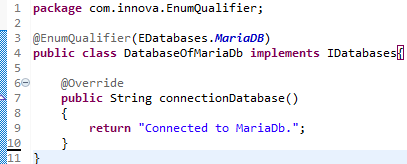 1 package com.innova.EnumQualifier;
2
3 @EnumQualifier(EDatabases.MariaDB)
4 public class DatabaseOfMariaDb implements IDatabases{
5
6 @Override
7 public String connectionDatabase()
8 {
9 return "Connected to MariaDb.";
10 }
11 }